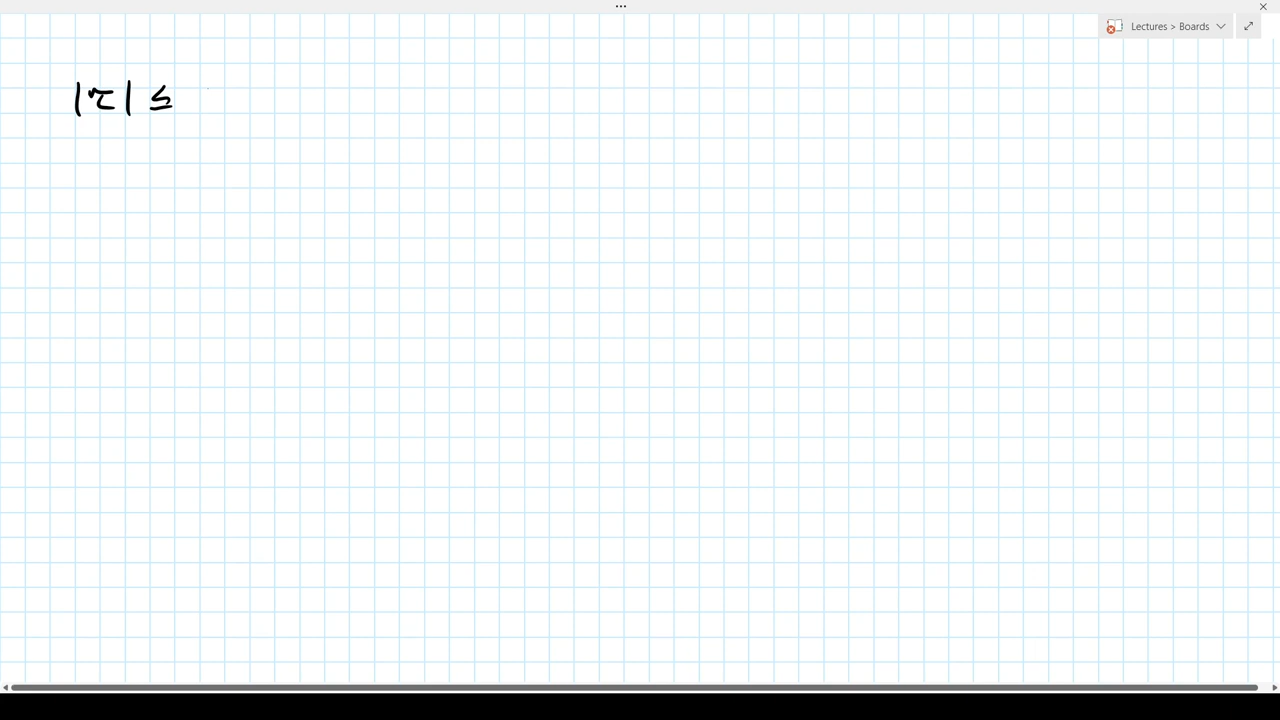 Lectures > Boards
|τ| ≤